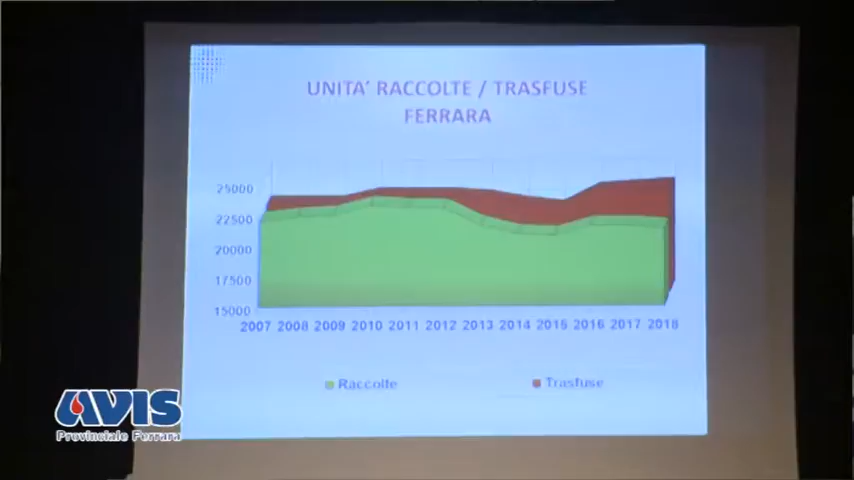 UNITA' RACCOLTE / TRASFUSE
FERRARA
25000
22500
20000
17500
15000
2007 2008 2009 2010 2011 2012 2013 2014 2015 2016 2017 2018
Raccolte
Trasfuse
AVIS
Provinciale Ferrara